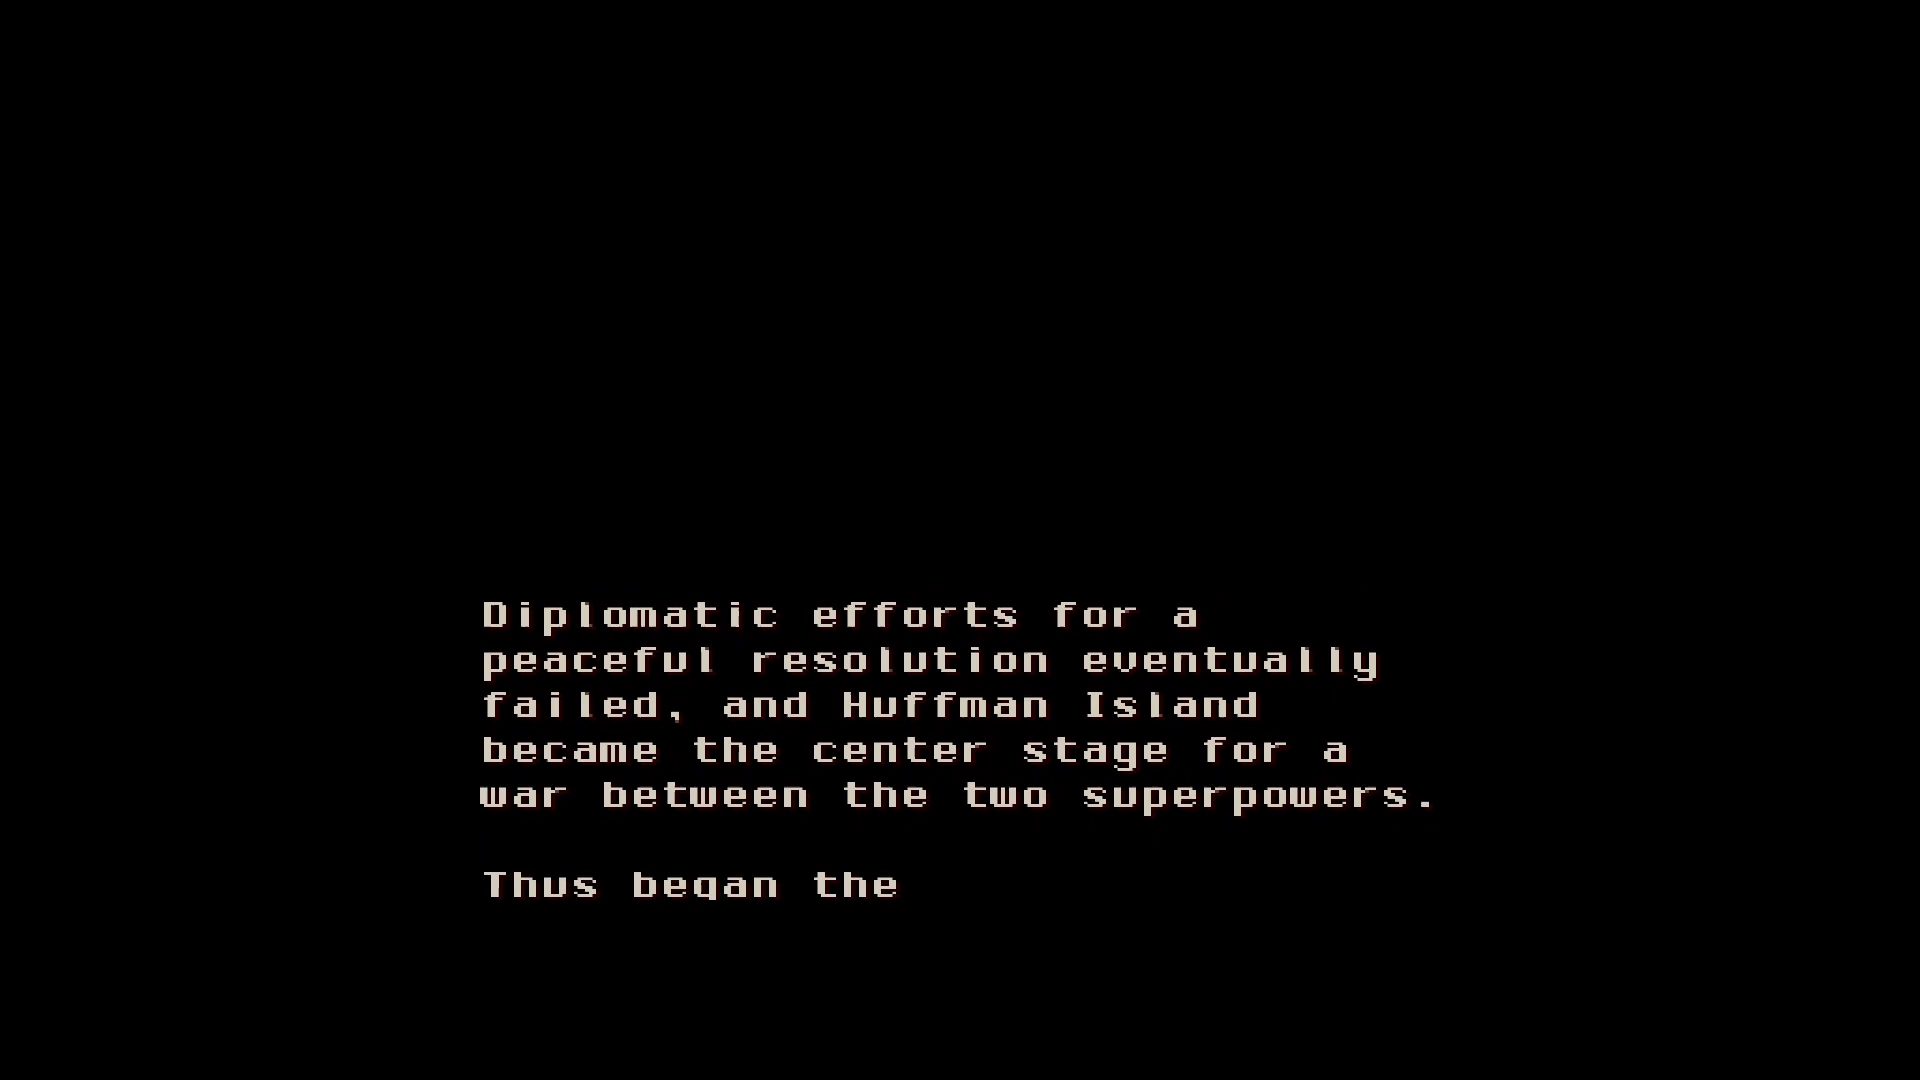 Diplomatic efforts for a
peaceful resolution eventually
failed, and Huffman Island
became the center stage for a
war between the two superpowers.
Thus began the